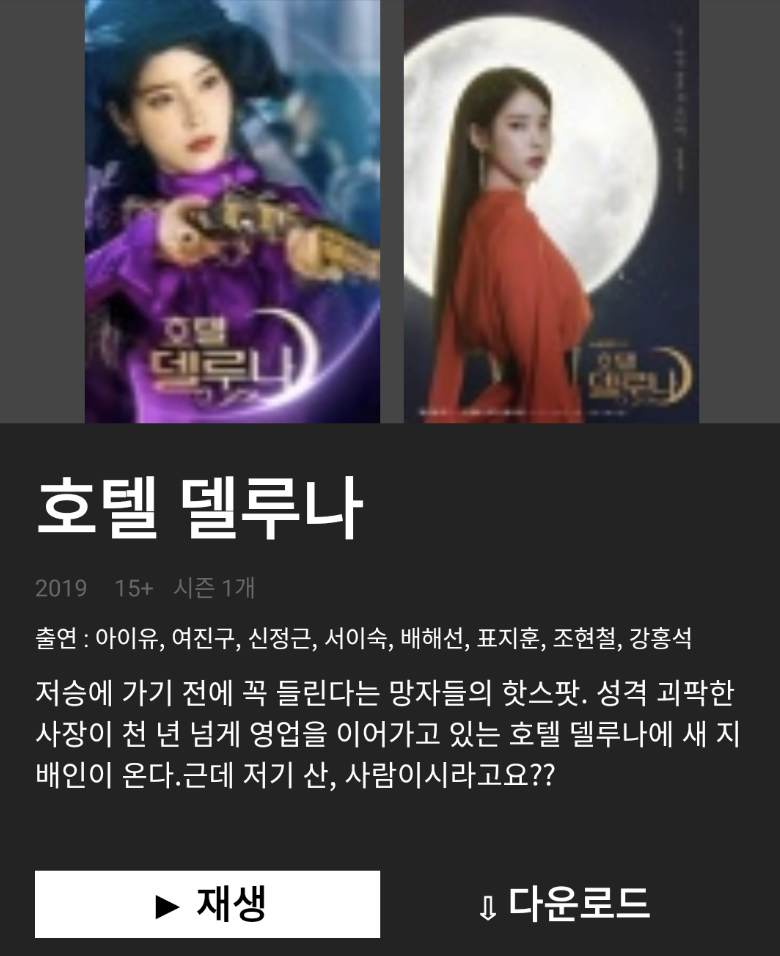 호텔
델루나
호텔
델루나
호텔 델루나
2019 15+ 시즌 1개
출연 : 아이유, 여진구, 신정근, 서이숙, 배해선, 표지훈, 조현철, 강홍석
저승에 가기 전에 꼭 들린다는 망자들의 핫스팟. 성격 괴팍한
사장이 천 년 넘게 영업을 이어가고 있는 호텔 델루나에 새 지
배인이 온다.근데 저기 산, 사람이시라고요??
▶ 재생
⇩ 다운로드